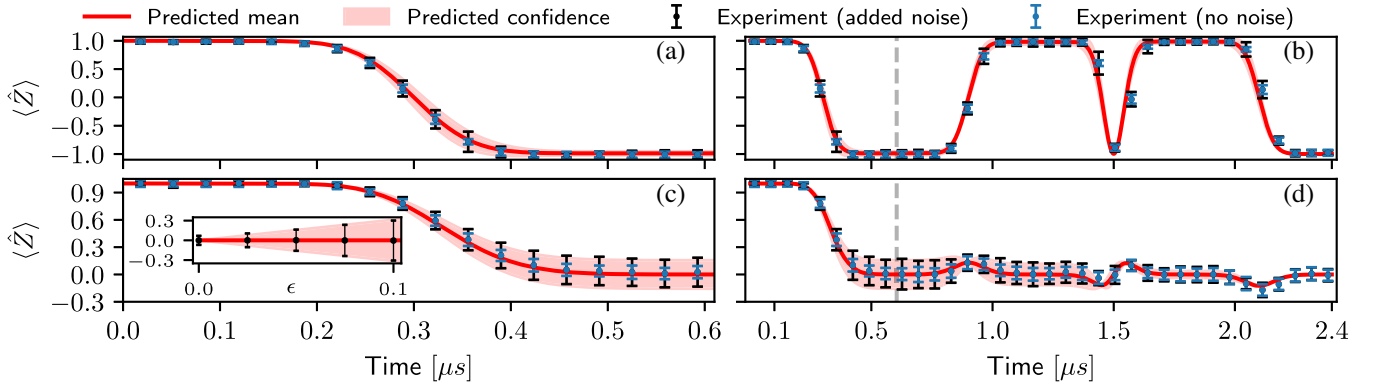 Predicted mean Predicted confidence Experiment (added noise) Experiment (no noise)
1.0 0.5 0.0 −0.5 −1.0
⟨Ẑ⟩
(a)
(b)
0.9 0.6 0.3 0.0 −0.3
⟨Ẑ⟩
(c)
0.3 0.0 −0.3
0.0 ϵ 0.1
(d)
0.0 0.1 0.2 0.3 0.4 0.5 0.6
Time [μs]
0.1 0.5 1.0 1.5 2.0 2.4
Time [μs]